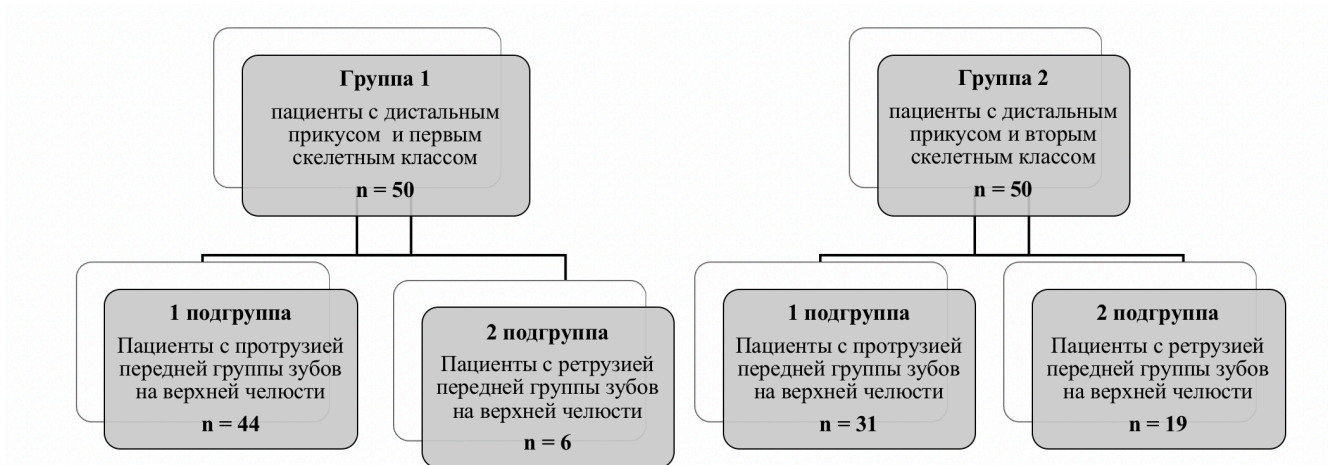 Группа 1
пациенты с дистальным
прикусом и первым
скелетным классом
n = 50
Группа 2
пациенты с дистальным
прикусом и вторым
скелетным классом
n = 50
1 подгруппа
Пациенты с протрузией
передней группы зубов
на верхней челюсти
n = 44
2 подгруппа
Пациенты с ретрузией
передней группы зубов
на верхней челюсти
n = 6
1 подгруппа
Пациенты с протрузией
передней группы зубов
на верхней челюсти
n = 31
2 подгруппа
Пациенты с ретрузией
передней группы зубов
на верхней челюсти
n = 19